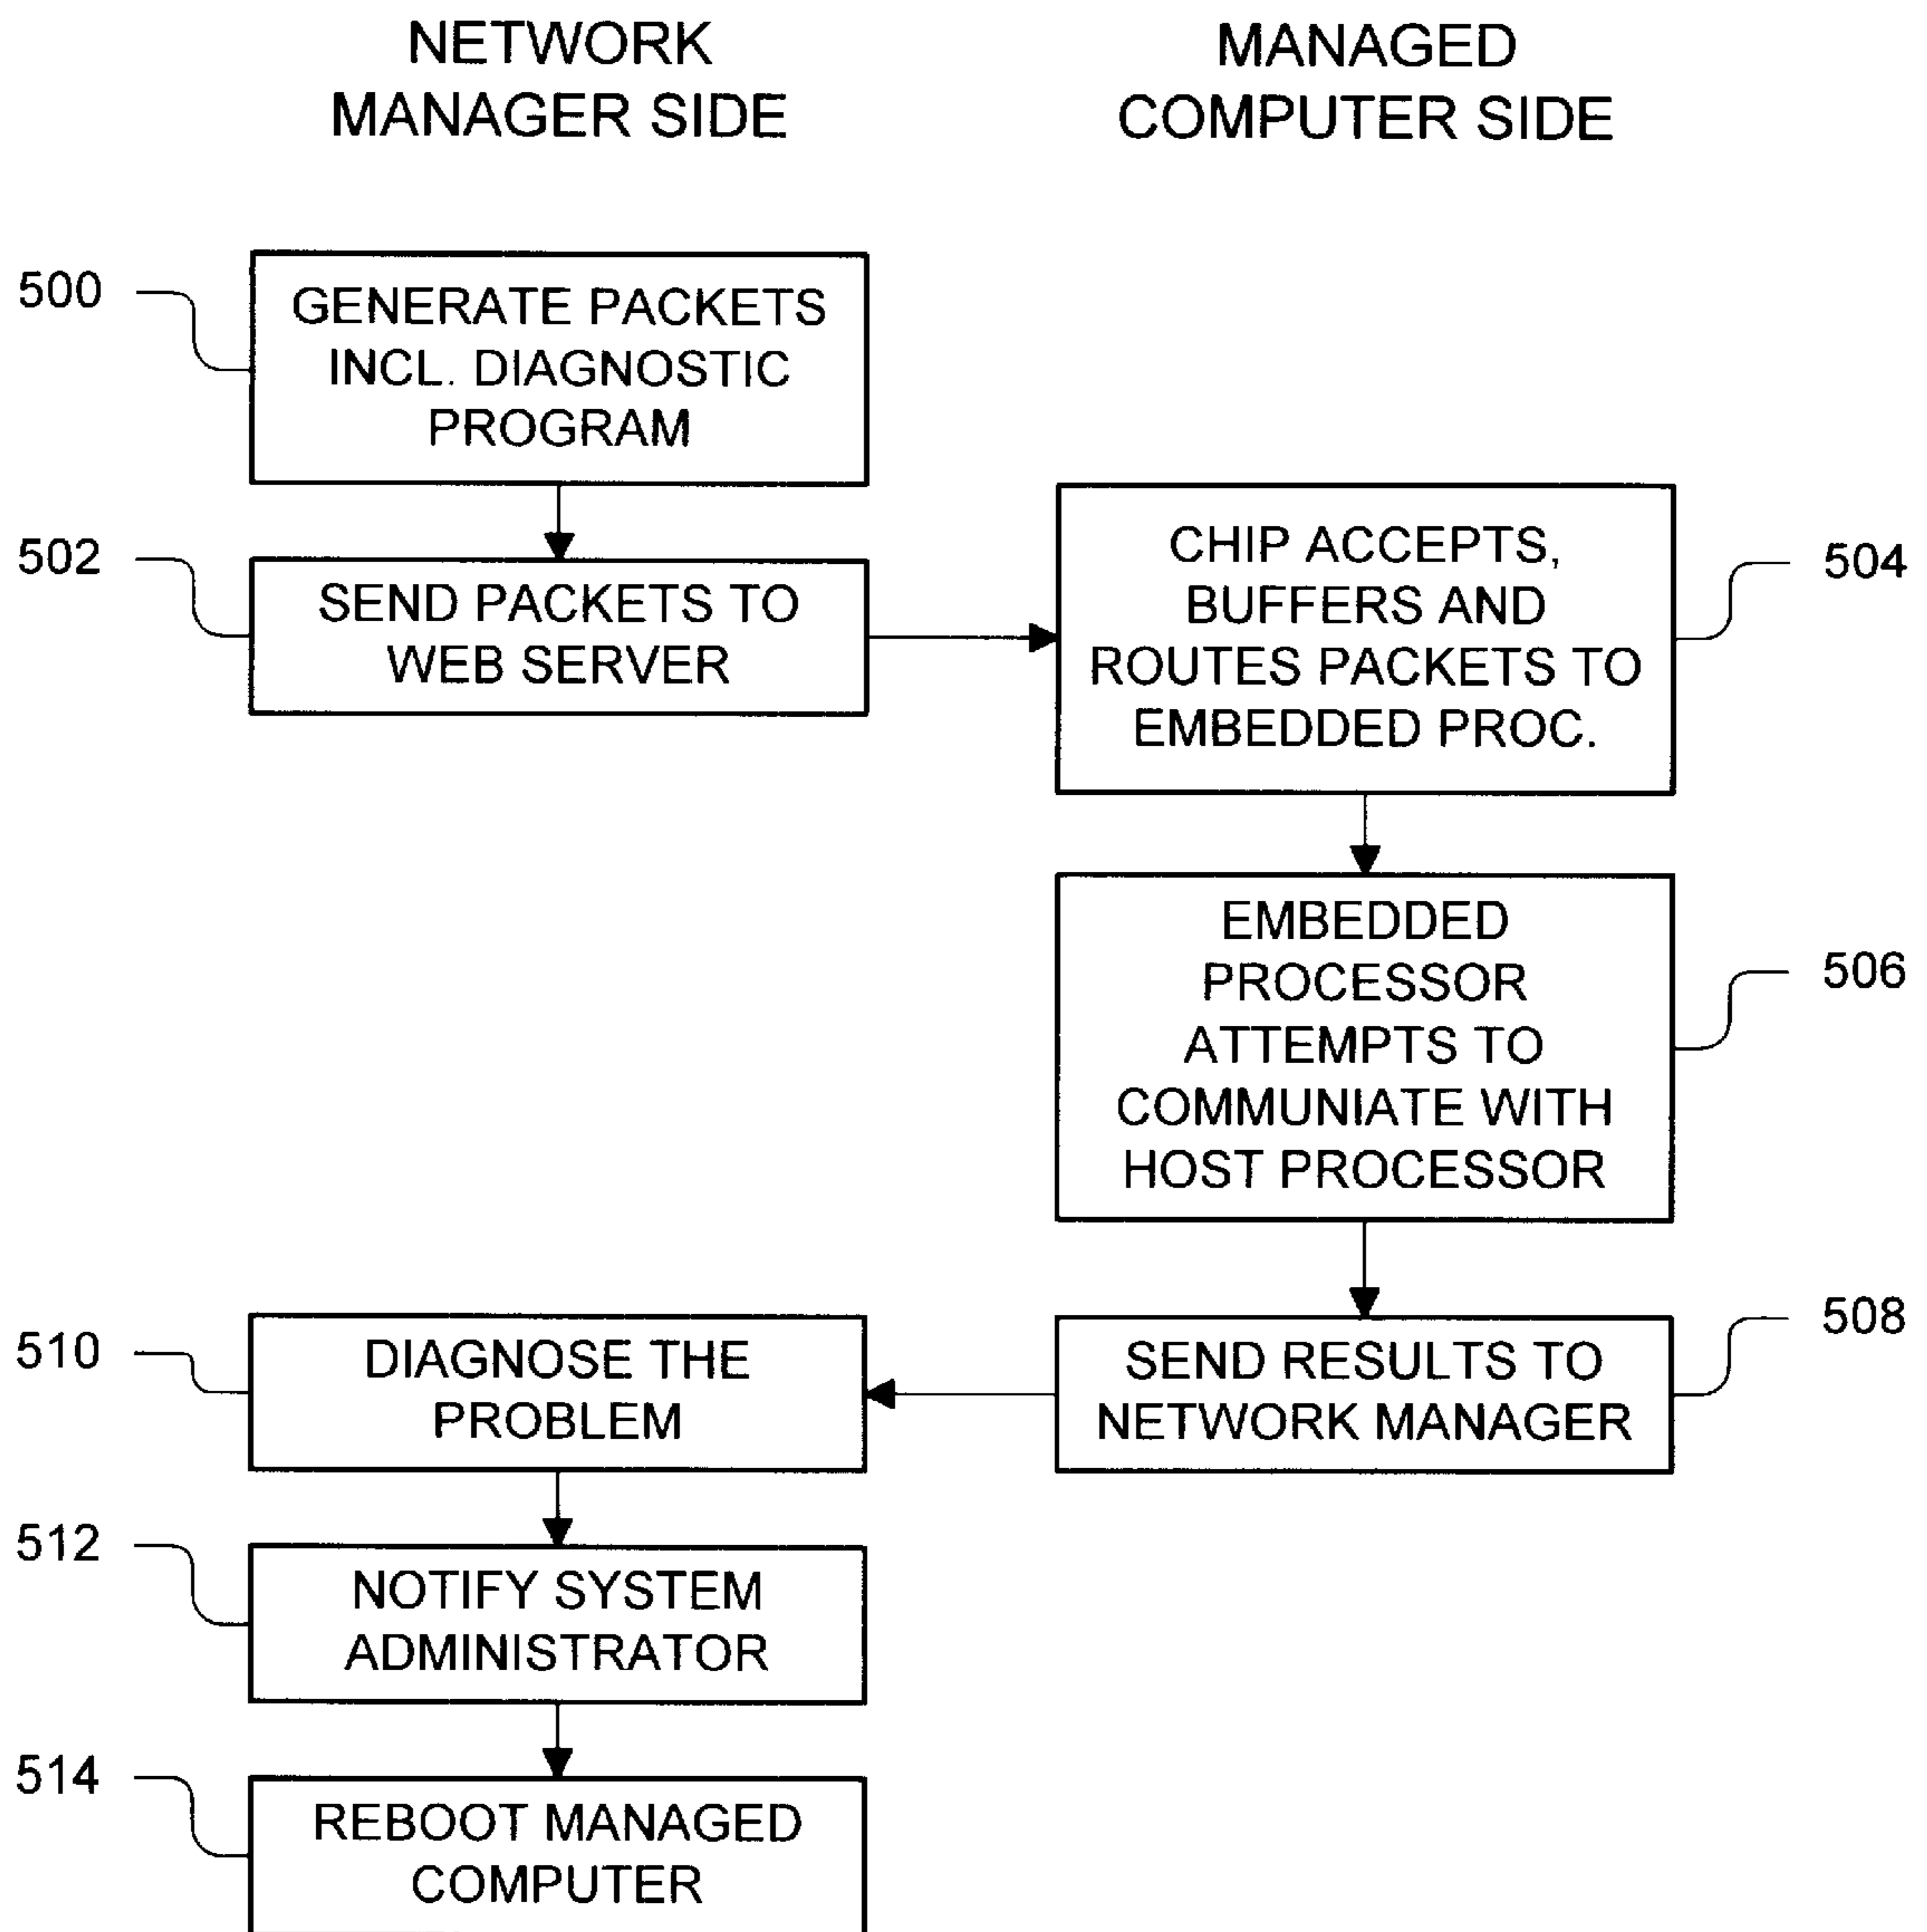 NETWORK
MANAGER SIDE
MANAGED
COMPUTER SIDE
500
GENERATE PACKETS
INCL. DIAGNOSTIC
PROGRAM
502
SEND PACKETS TO
WEB SERVER
CHIP ACCEPTS,
BUFFERS AND
ROUTES PACKETS TO
EMBEDDED PROC.
504
EMBEDDED
PROCESSOR
ATTEMPTS TO
COMMUNIATE WITH
HOST PROCESSOR
506
SEND RESULTS TO
NETWORK MANAGER
508
510
DIAGNOSE THE
PROBLEM
512
NOTIFY SYSTEM
ADMINISTRATOR
514
REBOOT MANAGED
COMPUTER